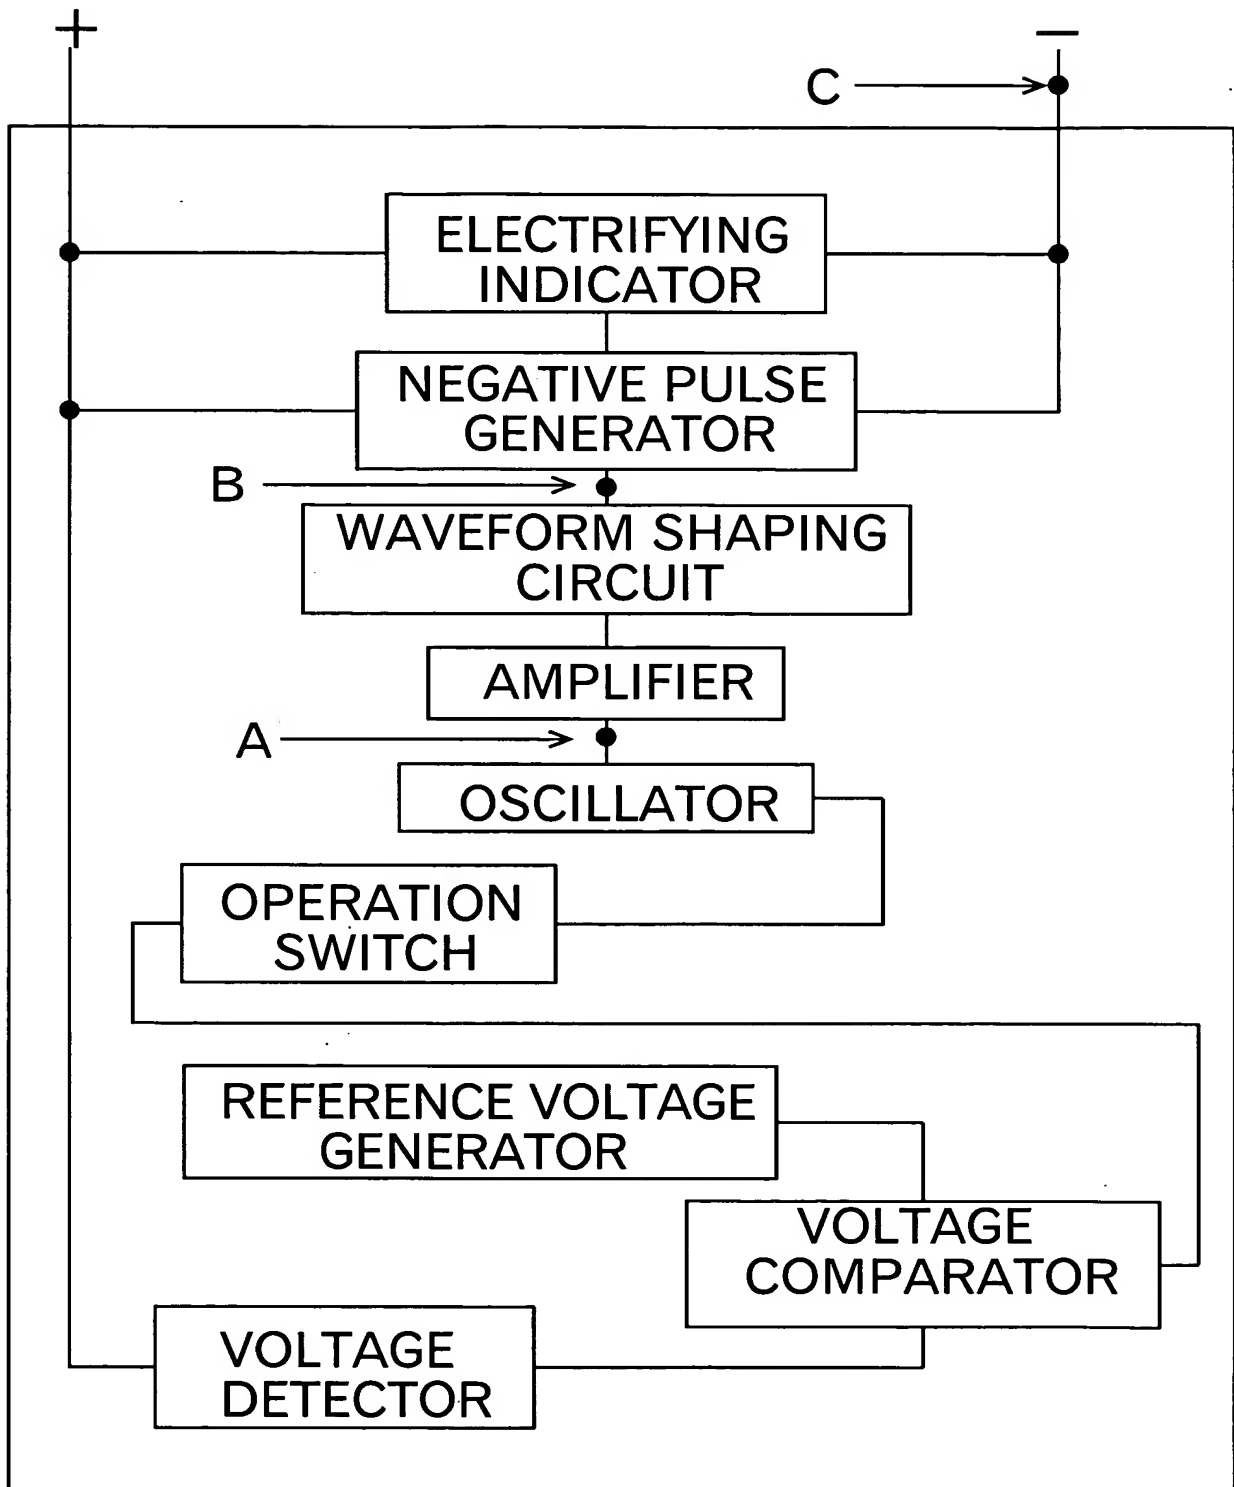 +
−
C
ELECTRIFYING
INDICATOR
NEGATIVE PULSE
GENERATOR
B
WAVEFORM SHAPING
CIRCUIT
AMPLIFIER
A
OSCILLATOR
OPERATION
SWITCH
REFERENCE VOLTAGE
GENERATOR
VOLTAGE
COMPARATOR
VOLTAGE
DETECTOR